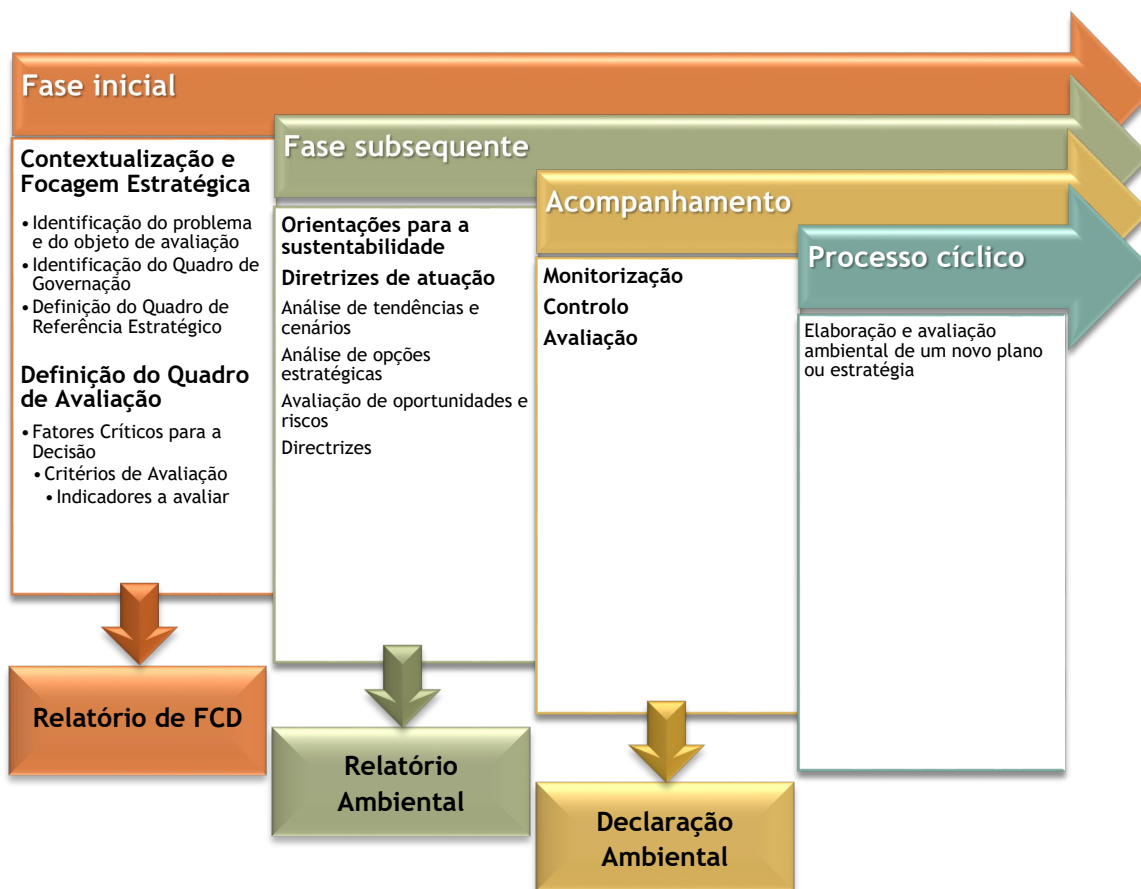 Fase inicial
Contextualização e
Focagem Estratégica
• Identificação do problema
e do objeto de avaliação
• Identificação do Quadro de
Governação
• Definição do Quadro de
Referência Estratégico
Definição do Quadro
de Avaliação
• Fatores Críticos para a
Decisão
• Critérios de Avaliação
• Indicadores a avaliar
Relatório de FCD
Fase subsequente
Orientações para a
sustentabilidade
Diretrizes de atuação
Análise de tendências e
cenários
Análise de opções
estratégicas
Avaliação de oportunidades e
riscos
Directrizes
Relatório
Ambiental
Acompanhamento
Monitorização
Controlo
Avaliação
Declaração
Ambiental
Processo cíclico
Elaboração e avaliação
ambiental de um novo plano
ou estratégia